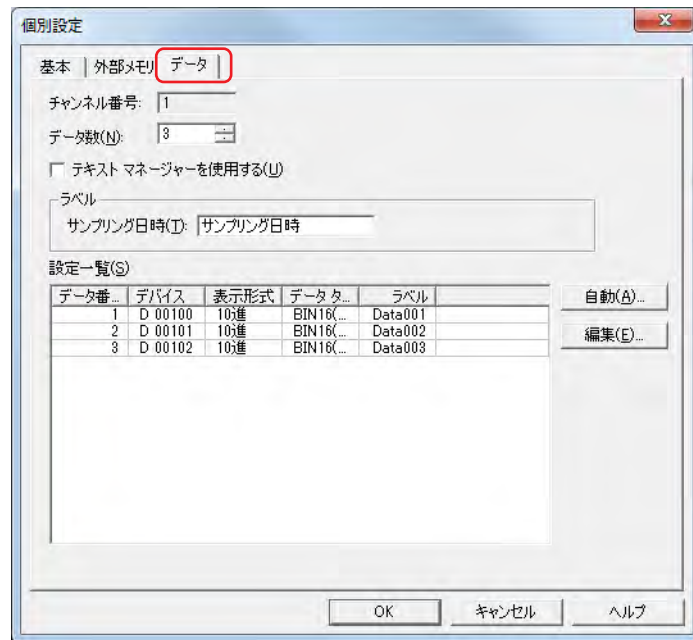 個別設定
基本 外部メモリ データ
チャンネル番号: 1
データ数(N): 3
テキスト マネージャーを使用する(U)
ラベル
サンプリング日時(T): サンプリング日時
設定一覧(S)
データ番... デバイス 表示形式 データ タ... ラベル
1 D 00100 10進 BIN16(... Data001
2 D 00101 10進 BIN16(... Data002
3 D 00102 10進 BIN16(... Data003
自動(A)...
編集(E)...
OK キャンセル ヘルプ